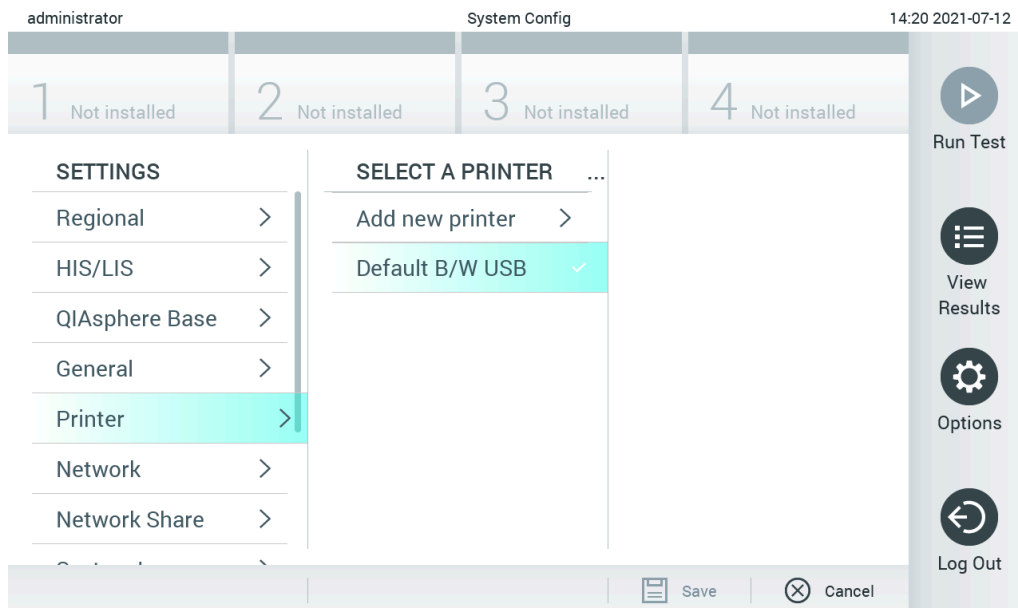 administrator System Config 14:20 2021-07-12
1 Not installed 2 Not installed 3 Not installed 4 Not installed
Run Test
SETTINGS
Regional
HIS/LIS
QIAsphere Base
General
Printer
Network
Network Share
SELECT A PRINTER ...
Add new printer
Default B/W USB
View
Results
Options
Log Out
Save Cancel